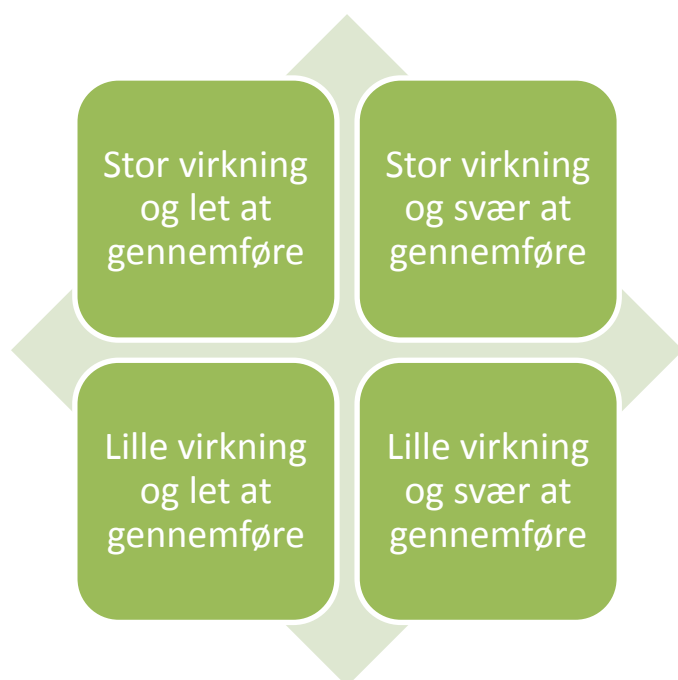 Stor virkning
og let at
gennemføre
Stor virkning
og svær at
gennemføre
Lille virkning
og let at
gennemføre
Lille virkning
og svær at
gennemføre